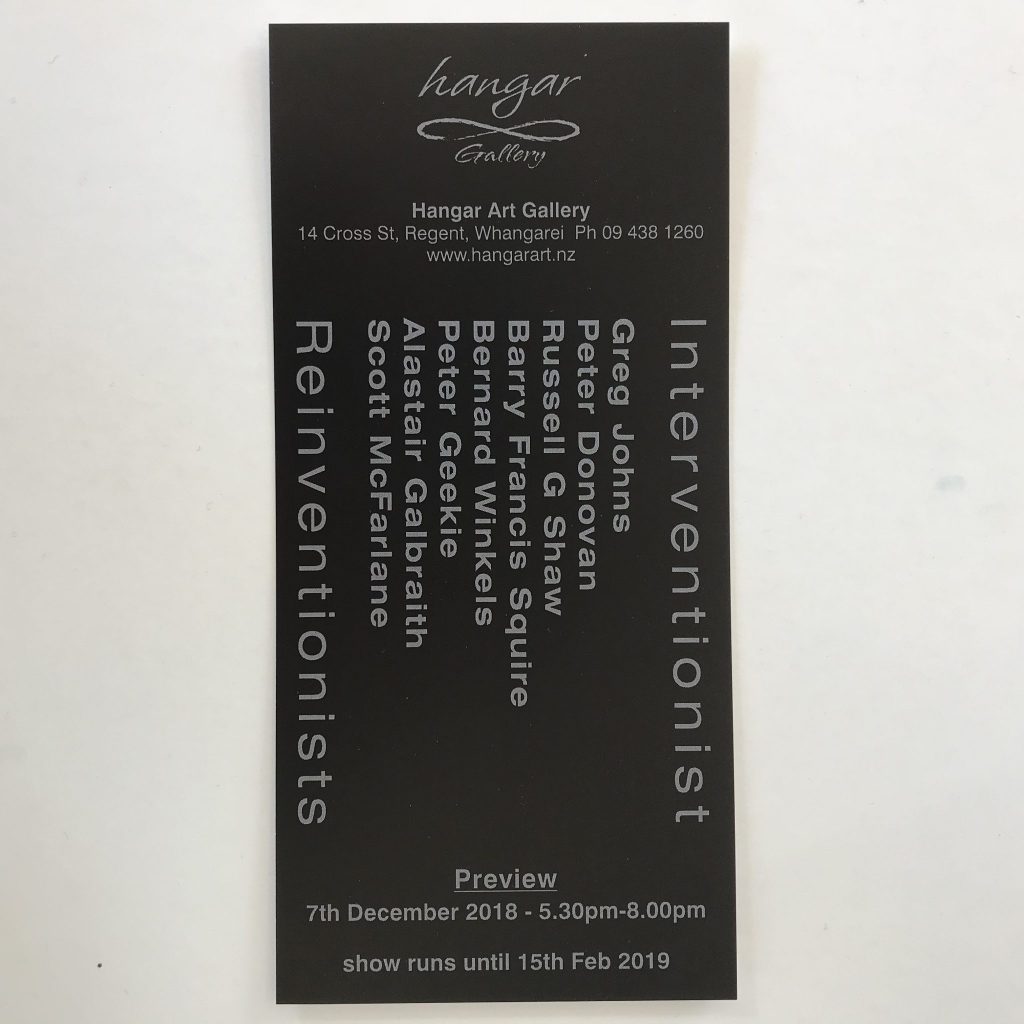 hangar
Gallery
Hangar Art Gallery
14 Cross St, Regent, Whangarei Ph 09 438 1260
www.hangarart.nz
Interventionist
Greg Johns
Peter Donovan
Russell G Shaw
Barry Francis Squire
Bernard Winkels
Peter Geekie
Alastair Galbraith
Scott McFarlane
Reinventionists
Preview
7th December 2018 - 5.30pm-8.00pm
show runs until 15th Feb 2019